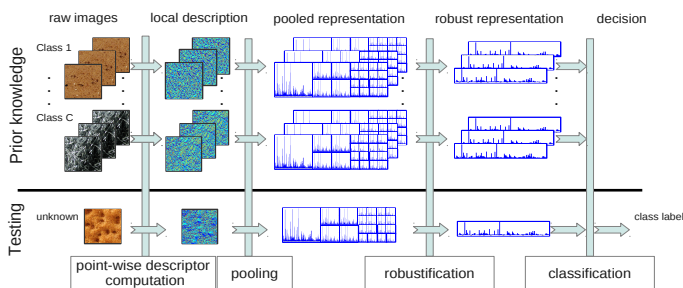 raw images
local description
pooled representation
robust representation
decision
Prior knowledge
Class 1
Class C
Testing
unknown
class label
point-wise descriptor
computation
pooling
robustification
classification